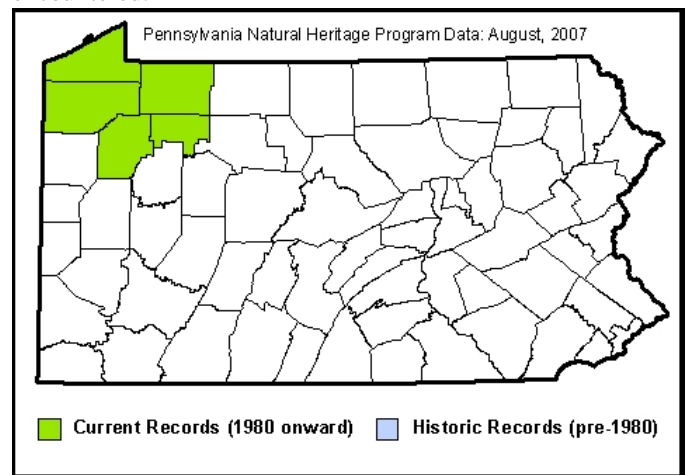 Pennsylvania Natural Heritage Program Data: August, 2007
Current Records (1980 onward) Historic Records (pre-1980)